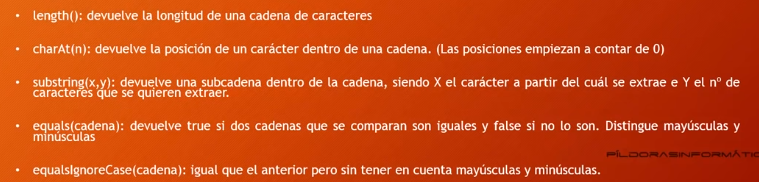 • length(): devuelve la longitud de una cadena de caracteres
• charAt(n): devuelve la posición de un carácter dentro de una cadena. (Las posiciones empiezan a contar de 0)
• substring(x,y): devuelve una subcadena dentro de la cadena, siendo X el carácter a partir del cuál se extrae e Y el nº de
caracteres que se quieren extraer.
• equals(cadena): devuelve true si dos cadenas que se comparan son iguales y false si no lo son. Distingue mayúsculas y
minúsculas
PÍLDORASINFORMÁTIC
• equalsIgnoreCase(cadena): igual que el anterior pero sin tener en cuenta mayúsculas y minúsculas.